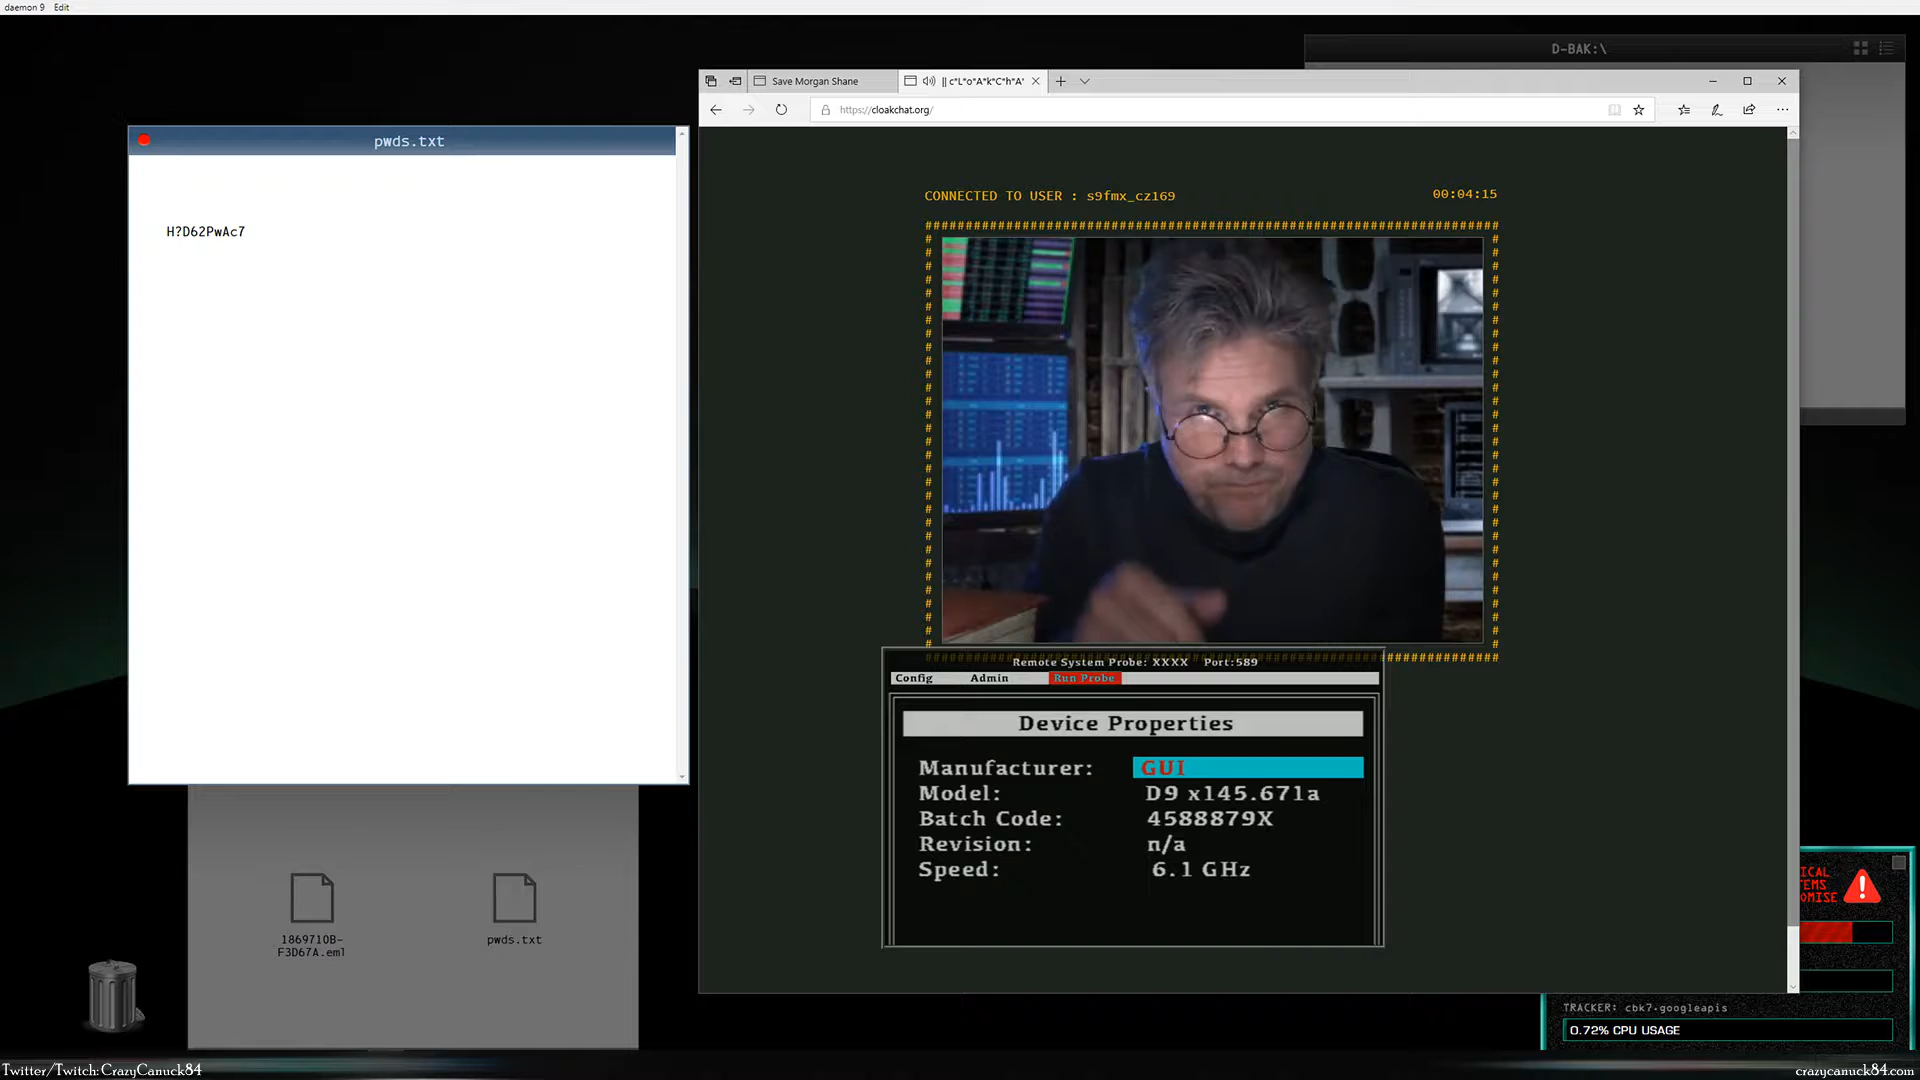 daemon 9 Edit
D-BAK:\
Save Morgan Shane
|| c*L*o*A*k*C*h*A*
https://cloakchat.org/
pwds.txt
H?D62PwAc7
CONNECTED TO USER : s9fmx_cz169
00:04:15
Remote System Probe: XXXX Port:589
Config Admin Run Probe
Device Properties
Manufacturer: GUI
Model: D9 x145.671a
Batch Code: 4588879X
Revision: n/a
Speed: 6.1 GHz
1869710B-
F3D67A.eml
pwds.txt
ICAL
TEMS
OMISE
TRACKER: cbk7.googleapis
0.72% CPU USAGE
Twitter/Twitch:CrazyCanuck84
crazycanuck84.com